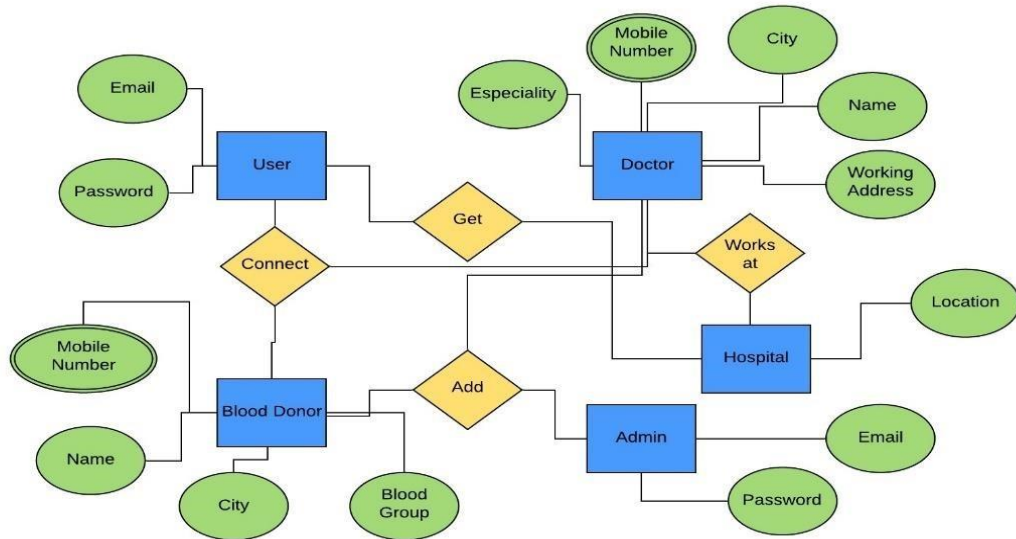 Mobile
Number
City
Email
Especiality
Name
User
Doctor
Password
Working
Address
Get
Works
at
Connect
Location
Mobile
Number
Hospital
Add
Blood Donor
Admin
Email
Name
City
Blood
Group
Password